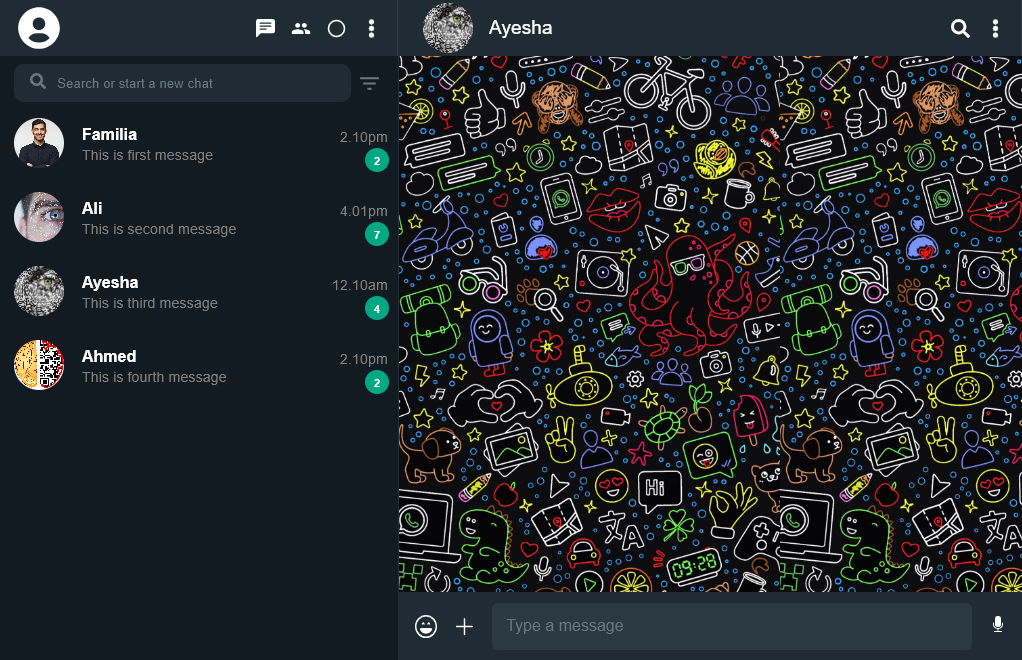 Ayesha
Search or start a new chat
Familia
2.10pm
This is first message
2
Ali
4.01pm
This is second message
7
Ayesha
12.10am
This is third message
4
Ahmed
2.10pm
This is fourth message
2
Hi
09:28
Type a message